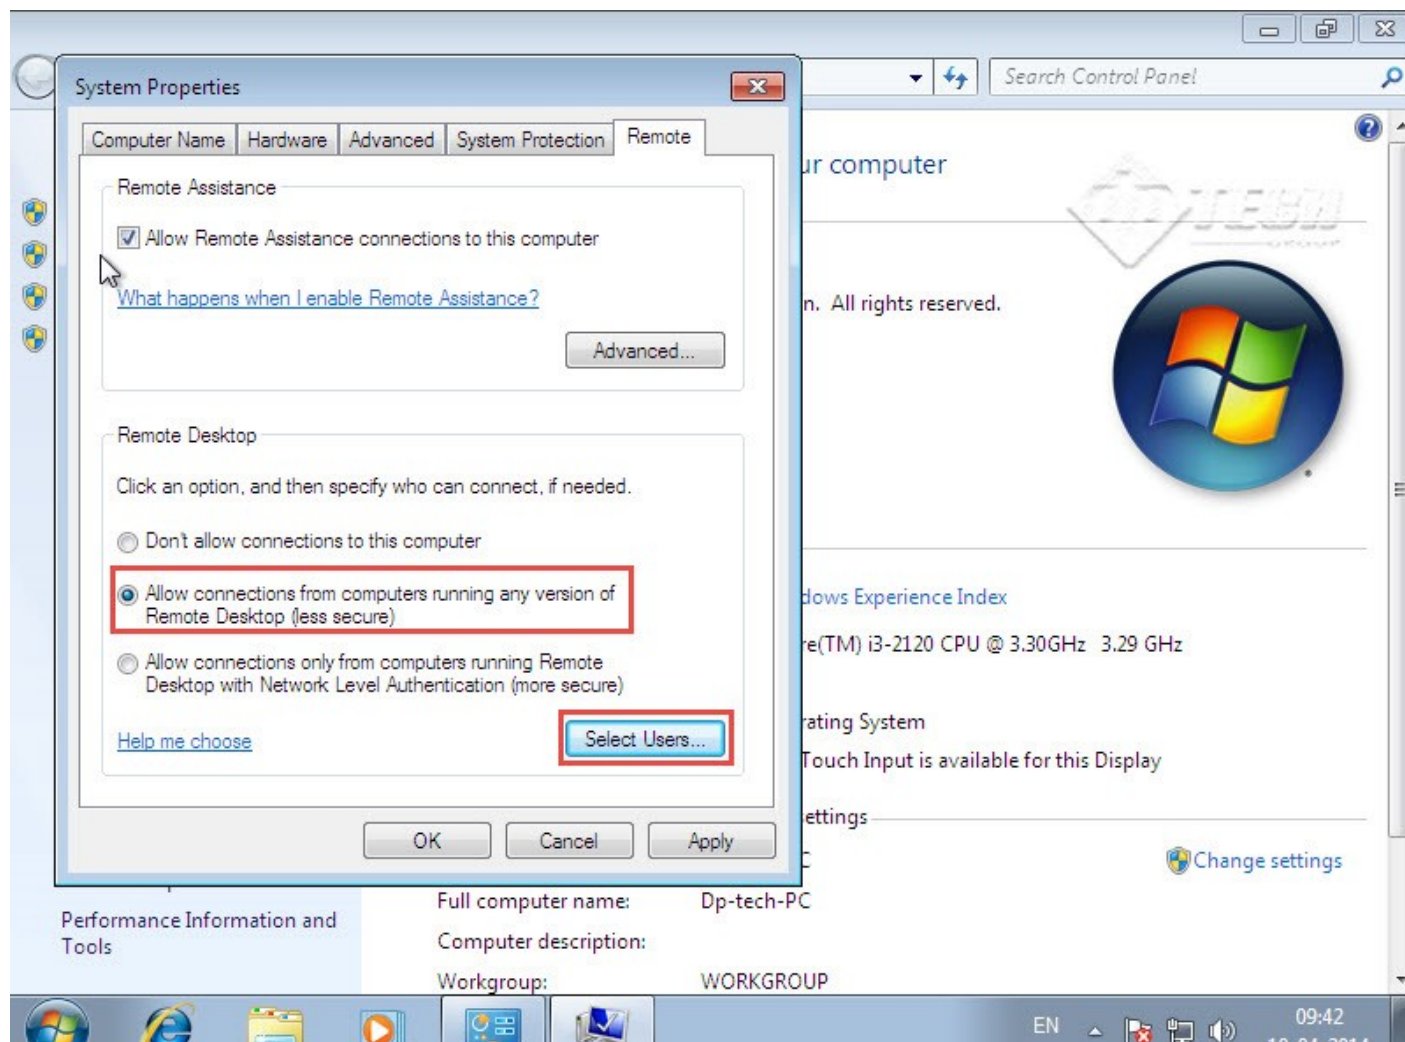 Search Control Panel
System Properties
Computer Name
Hardware
Advanced
System Protection
Remote
Remote Assistance
Allow Remote Assistance connections to this computer
What happens when I enable Remote Assistance?
Advanced...
Remote Desktop
Click an option, and then specify who can connect, if needed.
Don't allow connections to this computer
Allow connections from computers running any version of
Remote Desktop (less secure)
Allow connections only from computers running Remote
Desktop with Network Level Authentication (more secure)
Help me choose
Select Users...
OK
Cancel
Apply
ur computer
TECH
GROUP
n. All rights reserved.
dows Experience Index
re(TM) i3-2120 CPU @ 3.30GHz 3.29 GHz
rating System
Touch Input is available for this Display
ettings
Change settings
Full computer name: Dp-tech-PC
Computer description:
Workgroup: WORKGROUP
Performance Information and
Tools
EN
09:42